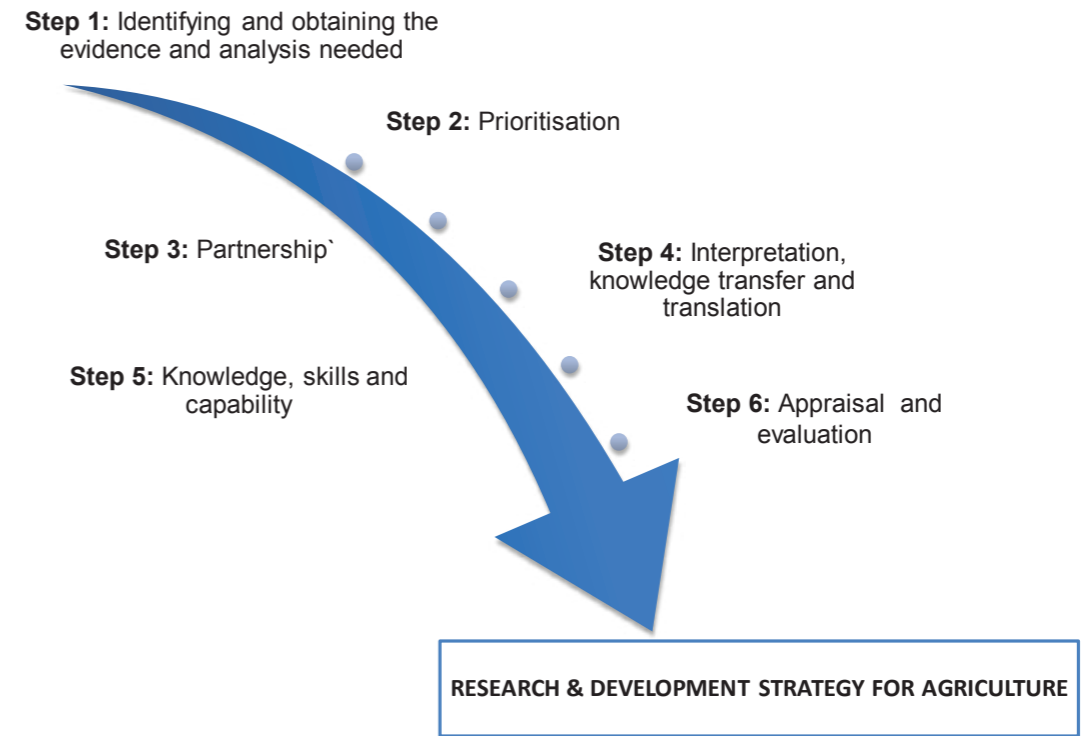 Step 1: Identifying and obtaining the
evidence and analysis needed
Step 2: Prioritisation
Step 3: Partnership`
Step 4: Interpretation,
knowledge transfer and
translation
Step 5: Knowledge, skills and
capability
Step 6: Appraisal and
evaluation
RESEARCH & DEVELOPMENT STRATEGY FOR AGRICULTURE